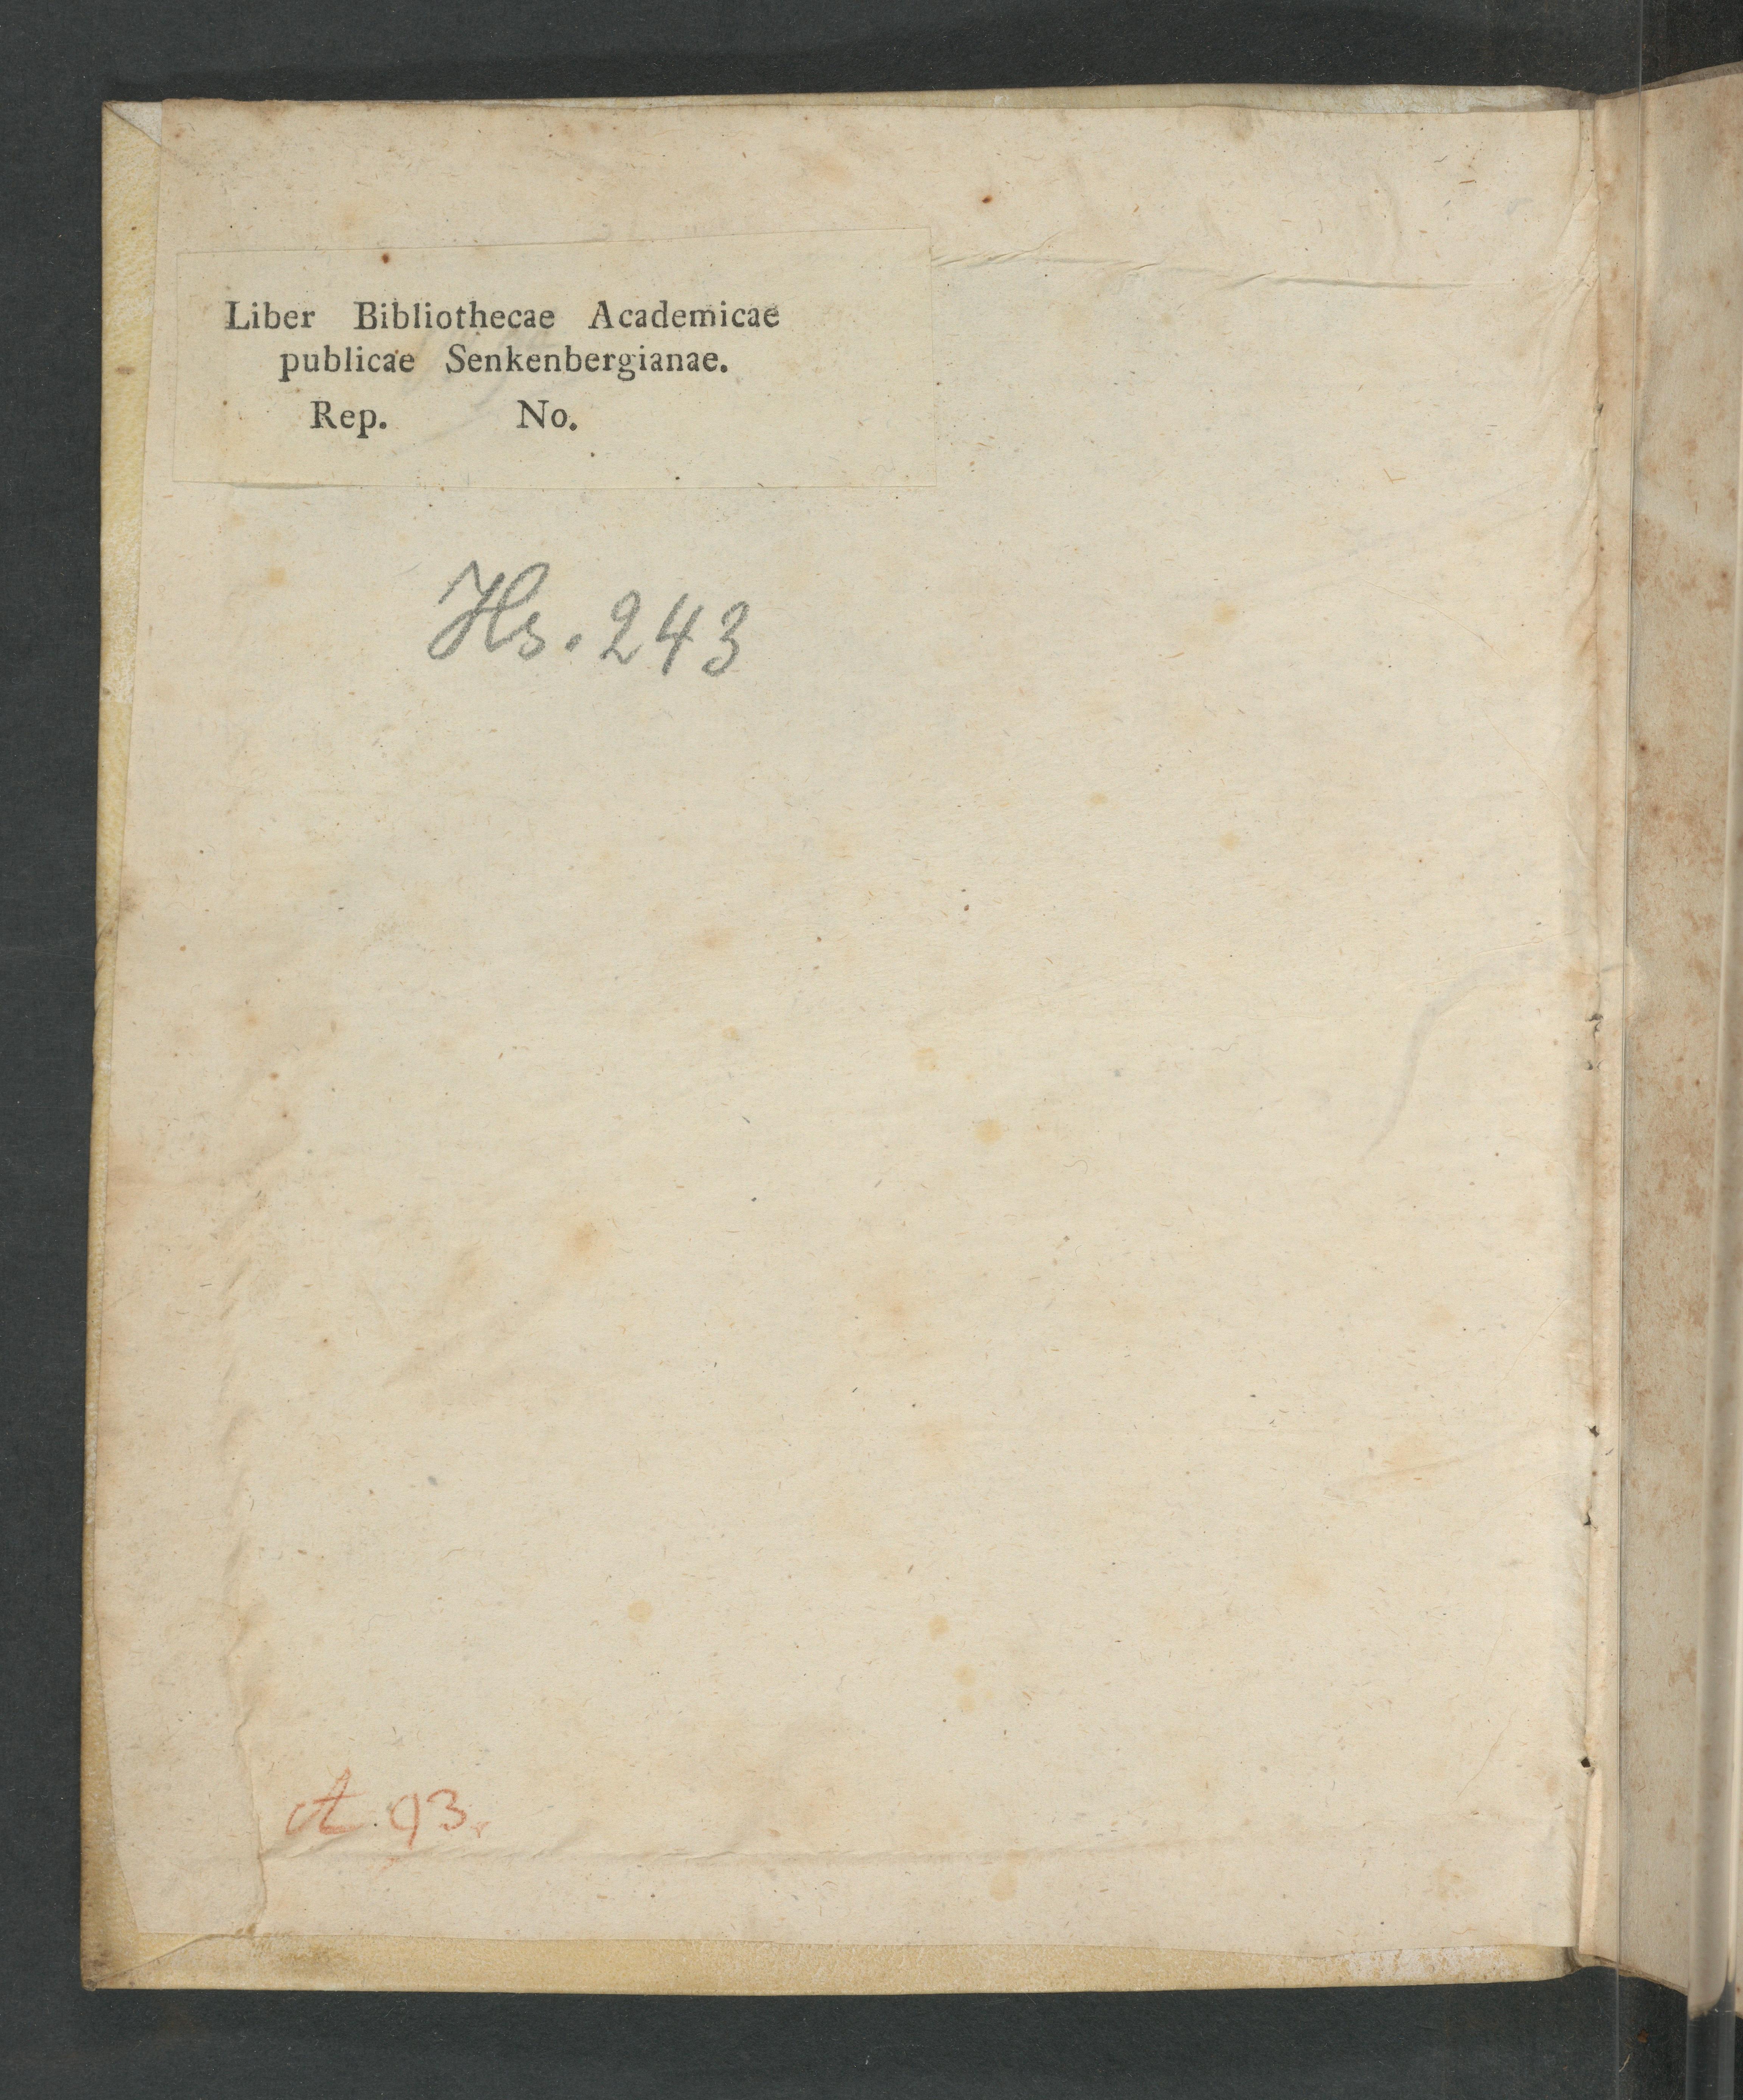 Liber Bibliothecae Academicae
publicae Senkenbergianae.
Rep. No.
Hs. 243
A. 93.